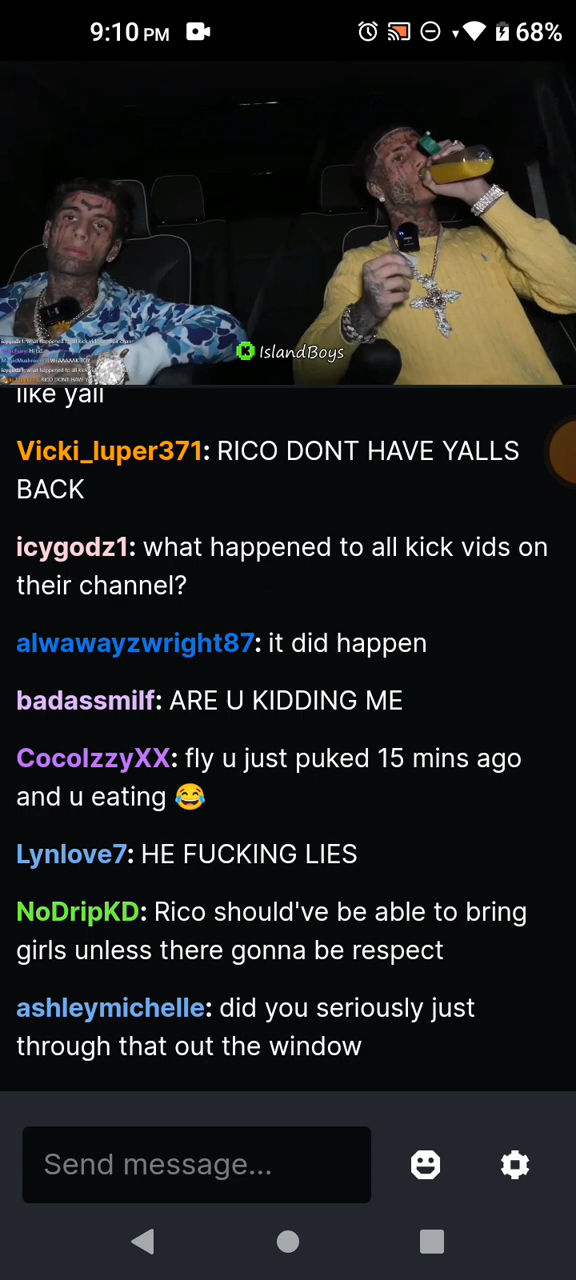 9:10 PM
68%
IslandBoys
like yall
Vicki_luper371: RICO DONT HAVE YALLS
BACK
icygodz1: what happened to all kick vids on
their channel?
alwawayzwright87: it did happen
badassmilf: ARE U KIDDING ME
CocoIzzyXX: fly u just puked 15 mins ago
and u eating 😂
Lynlove7: HE FUCKING LIES
NoDripKD: Rico should've be able to bring
girls unless there gonna be respect
ashleymichelle: did you seriously just
through that out the window
Send message...